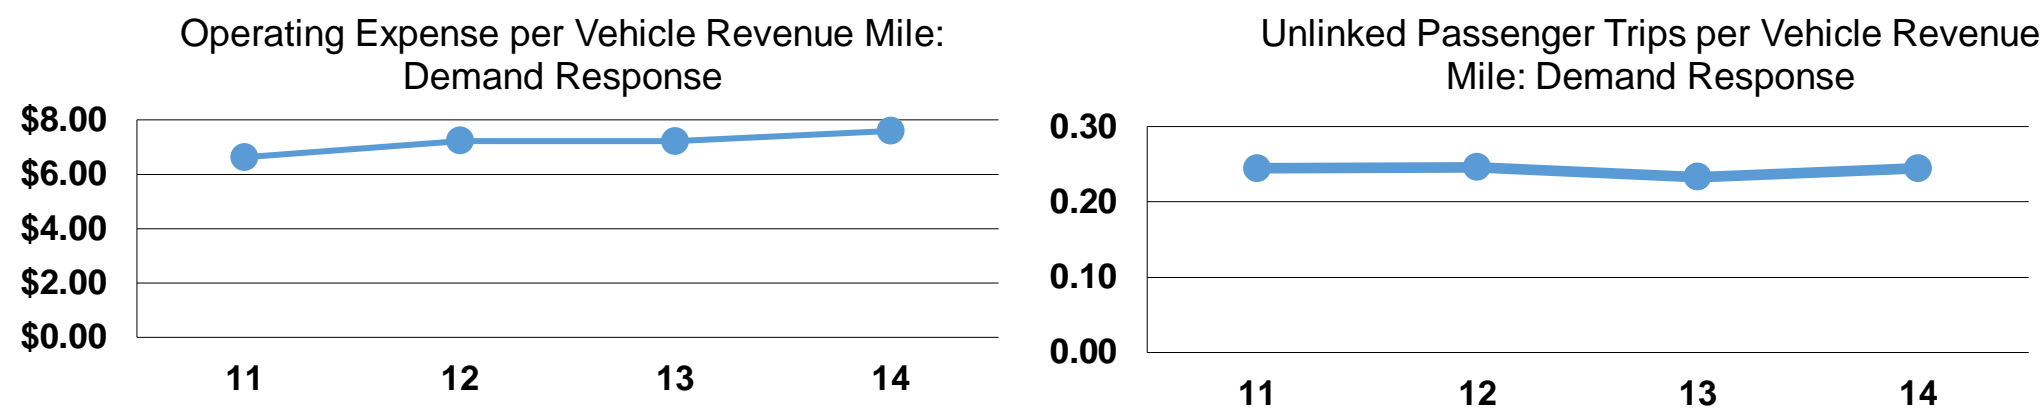 Operating Expense per Vehicle Revenue Mile:
Demand Response
$8.00
$6.00
$4.00
$2.00
$0.00
11 12 13 14
Unlinked Passenger Trips per Vehicle Revenue
Mile: Demand Response
0.30
0.20
0.10
0.00
11 12 13 14